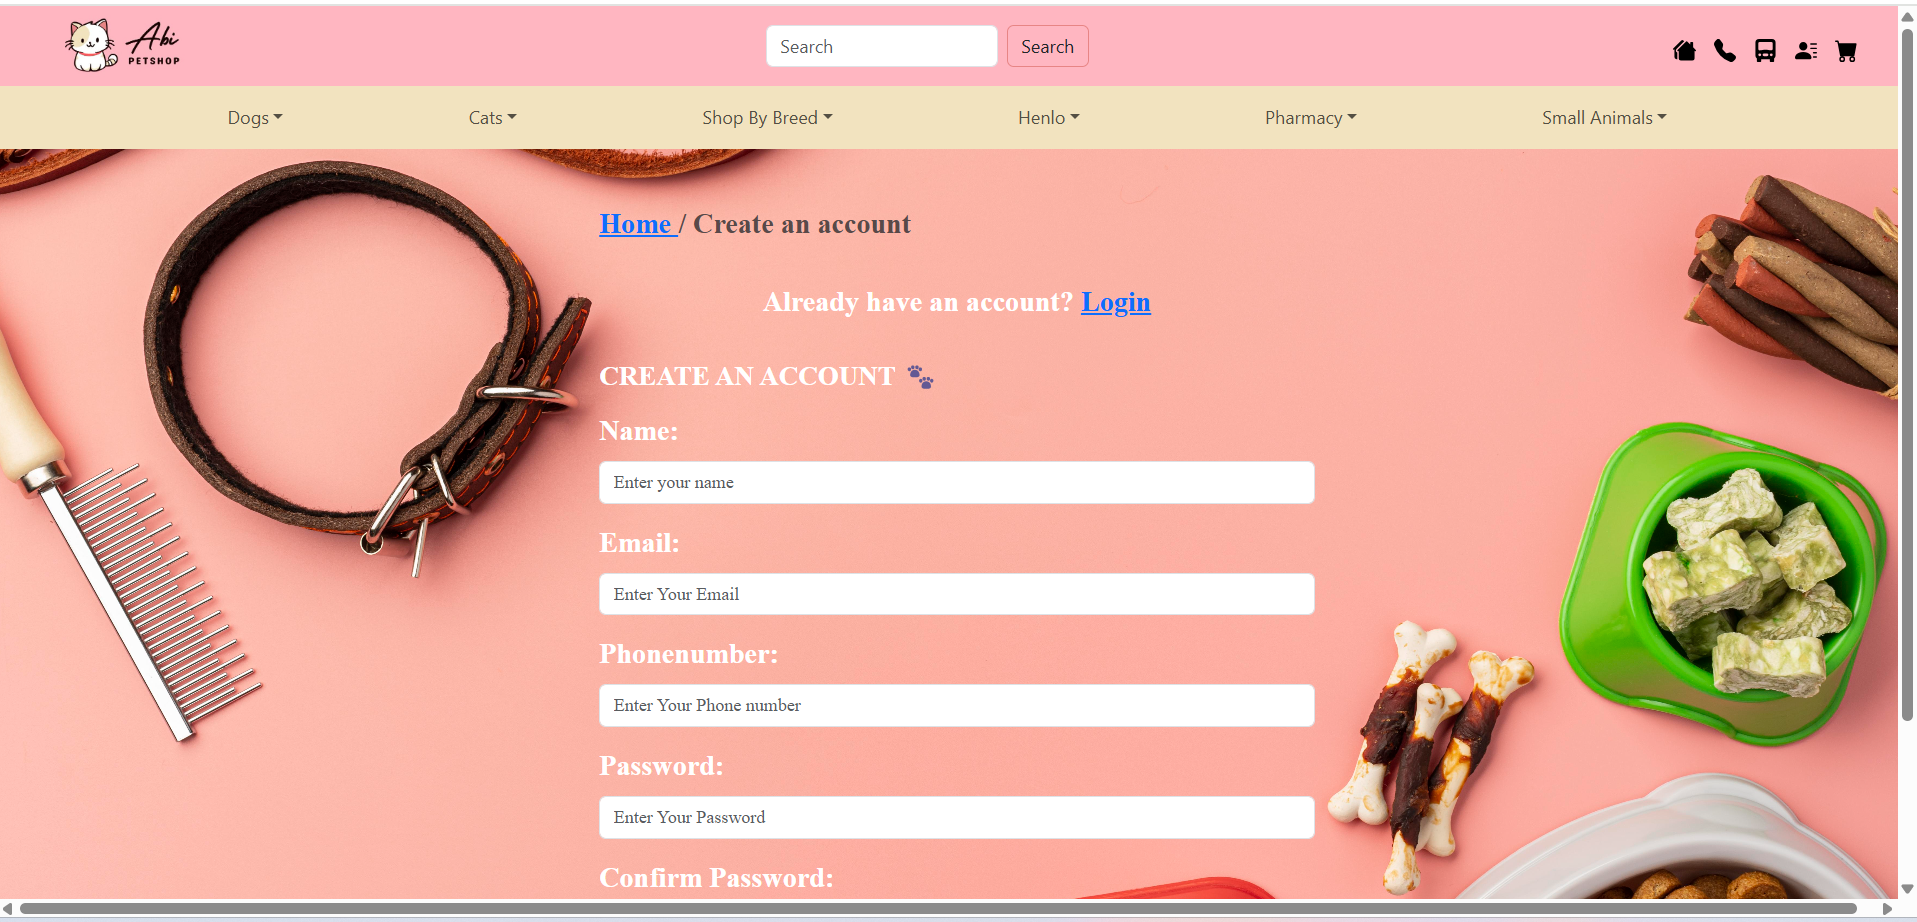 Abi
PETSHOP
Search
Search
Dogs
Cats
Shop By Breed
Henlo
Pharmacy
Small Animals
Home / Create an account
Already have an account? Login
CREATE AN ACCOUNT
Name:
Enter your name
Email:
Enter Your Email
Phonenumber:
Enter Your Phone number
Password:
Enter Your Password
Confirm Password: